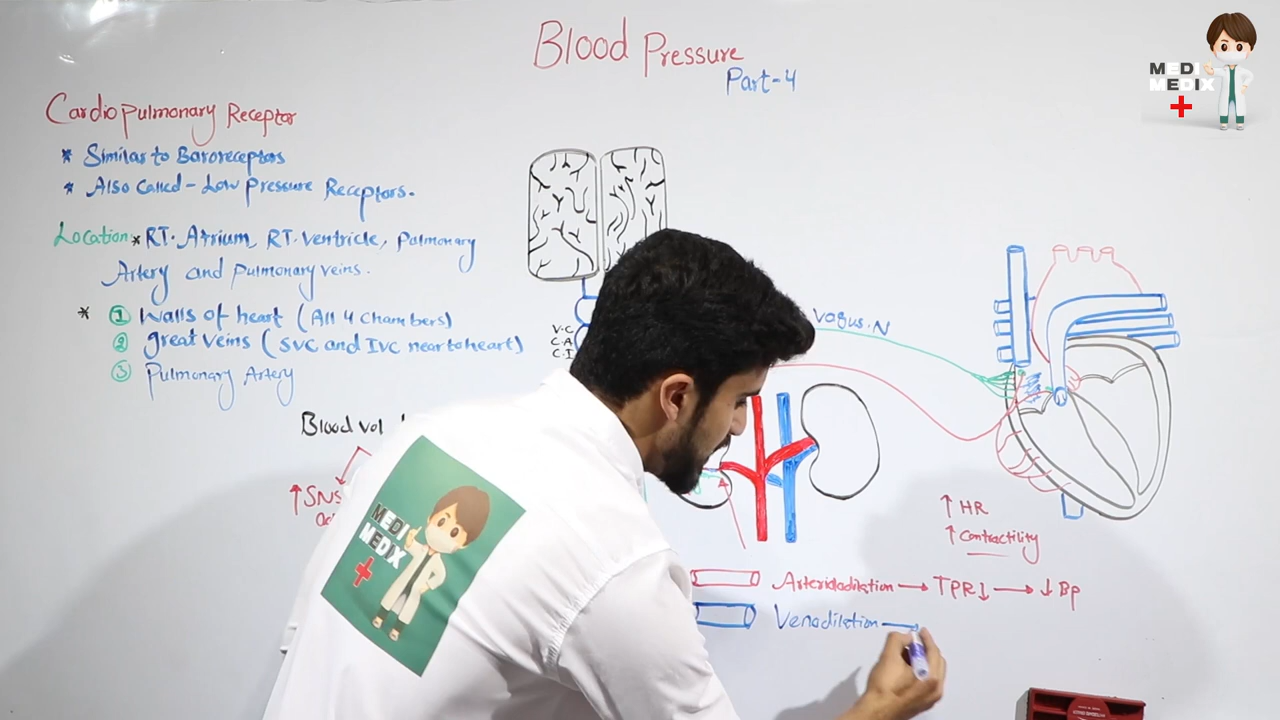 Blood Pressure
Part-4
MEDI
MEDIX
Cardiopulmonary Receptor
* Similar to Baroreceptors
* Also Called - Low Pressure Receptors.
Location: * RT. Atrium, RT. Ventricle, Pulmonary
Artery and Pulmonary veins.
* ① Walls of heart (All 4 Chambers)
② great Veins (SVC and IVC near to heart)
③ Pulmonary Artery
V.C
C.A
C.I
Vagus.N
Blood vol
↑ SNS
↑ HR
↑ Contractility
Arteriolodilation → TPR↓ → ↓ BP
Venodilation
MEDI
MEDIX